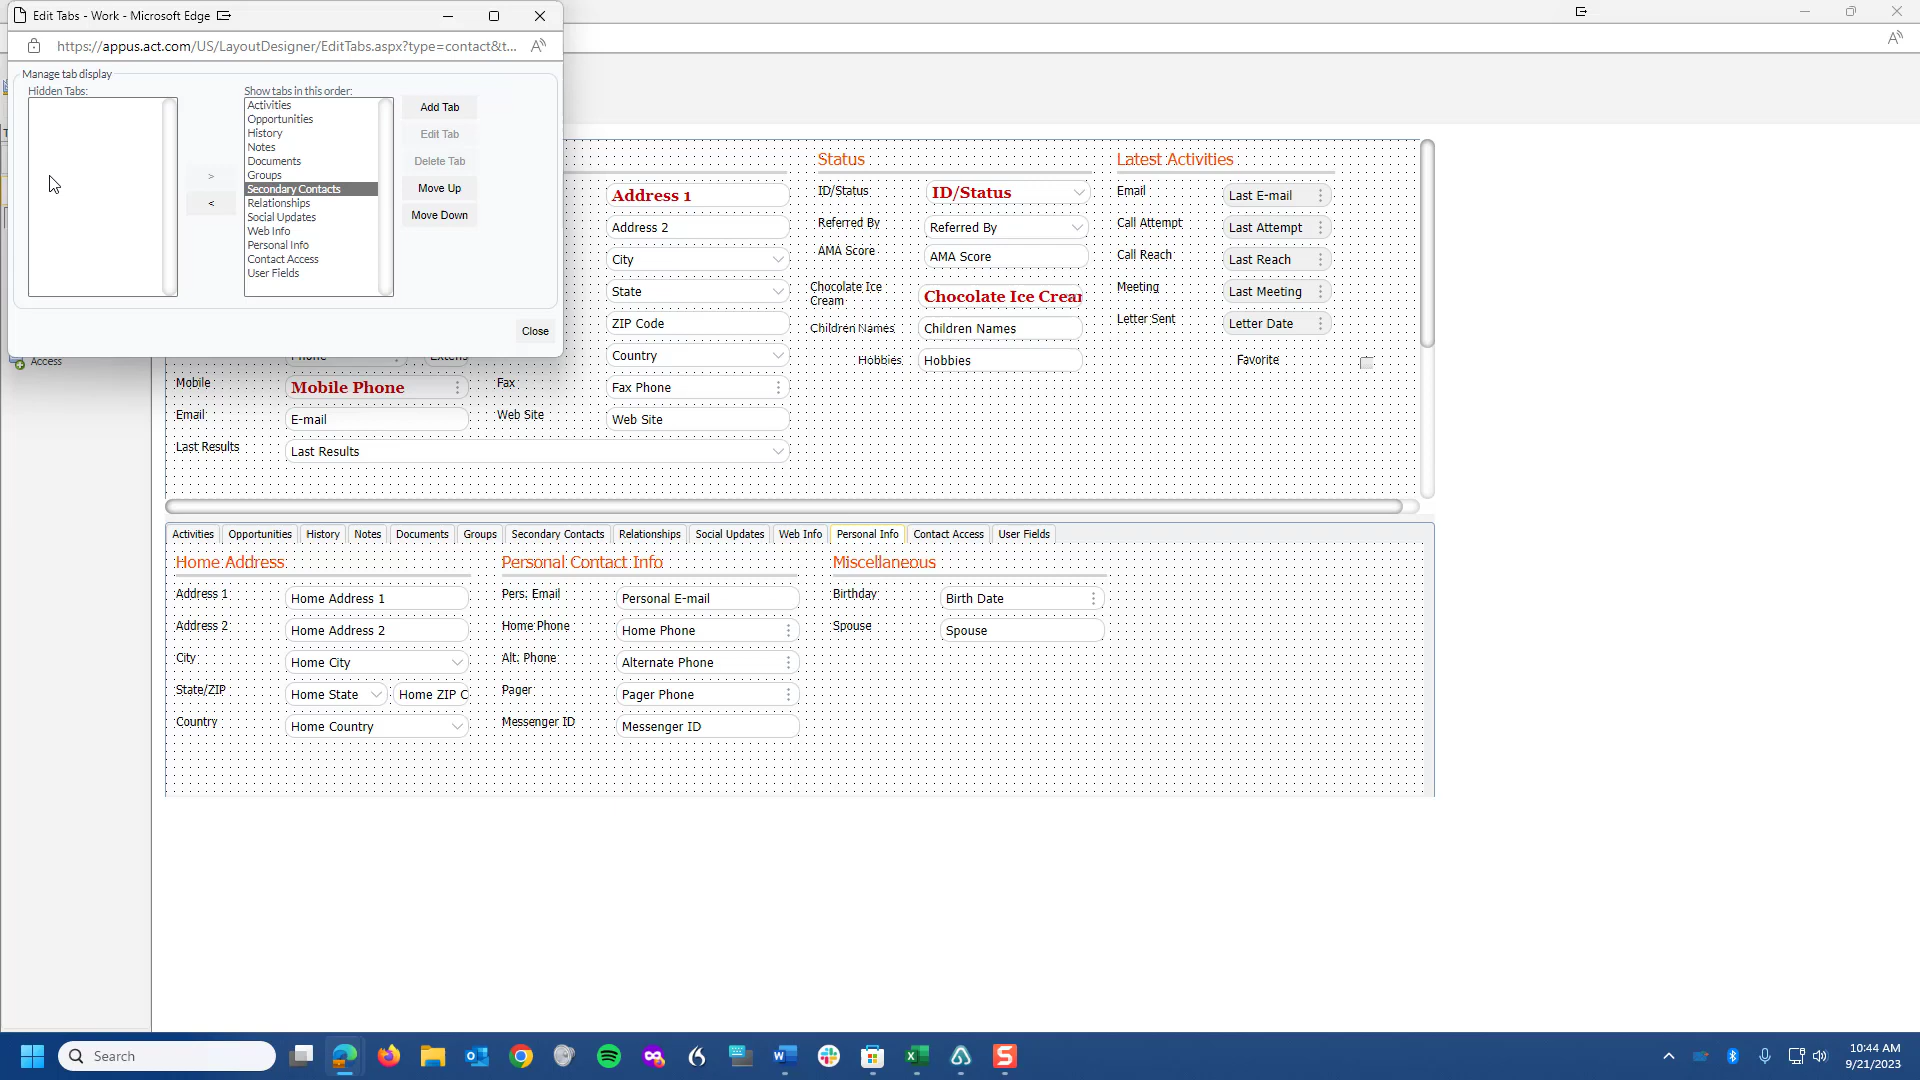 Edit Tabs - Work - Microsoft Edge
https://appus.act.com/US/LayoutDesigner/EditTabs.aspx?type=contact&t...
Manage tab display
Hidden Tabs:
Show tabs in this order:
Activities
Opportunities
History
Notes
Documents
Groups
Secondary Contacts
Relationships
Social Updates
Web Info
Personal Info
Contact Access
User Fields
>
<
Add Tab
Edit Tab
Delete Tab
Move Up
Move Down
Close
Access
Address 1
Address 2
City
State
ZIP Code
Country
Mobile
Mobile Phone
Fax
Fax Phone
Email
E-mail
Web Site
Web Site
Last Results
Last Results
Status
ID/Status
ID/Status
Referred By
Referred By
AMA Score
AMA Score
Chocolate Ice
Cream
Chocolate Ice Crear
Children Names
Children Names
Hobbies
Hobbies
Latest Activities
Email
Last E-mail
Call Attempt
Last Attempt
Call Reach
Last Reach
Meeting
Last Meeting
Letter Sent
Letter Date
Favorite
Activities Opportunities History Notes Documents Groups Secondary Contacts Relationships Social Updates Web Info Personal Info Contact Access User Fields
Home Address
Address 1
Home Address 1
Address 2
Home Address 2
City
Home City
State/ZIP
Home State
Home ZIP C
Country
Home Country
Personal Contact Info
Pers. Email
Personal E-mail
Home Phone
Home Phone
Alt. Phone
Alternate Phone
Pager
Pager Phone
Messenger ID
Messenger ID
Miscellaneous
Birthday
Birth Date
Spouse
Spouse
Search
10:44 AM
9/21/2023